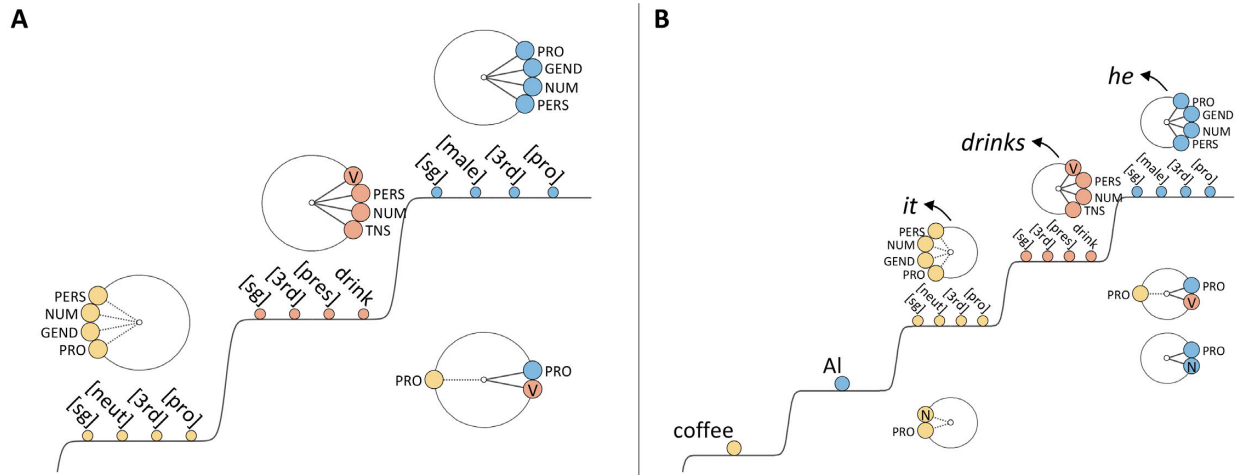 A
PRO
GEND
NUM
PERS
[sg]
[male]
[3rd]
[pro]
V
PERS
NUM
TNS
[sg]
[3rd]
[pres]
drink
PERS
NUM
GEND
PRO
[sg]
[neut]
[3rd]
[pro]
PRO
PRO
V
B
he
PRO
GEND
NUM
PERS
[sg]
[male]
[3rd]
[pro]
drinks
V
PERS
NUM
TNS
[sg]
[3rd]
[pres]
drink
it
PERS
NUM
GEND
PRO
[sg]
[neut]
[3rd]
[pro]
PRO
PRO
V
PRO
N
Al
N
PRO
coffee